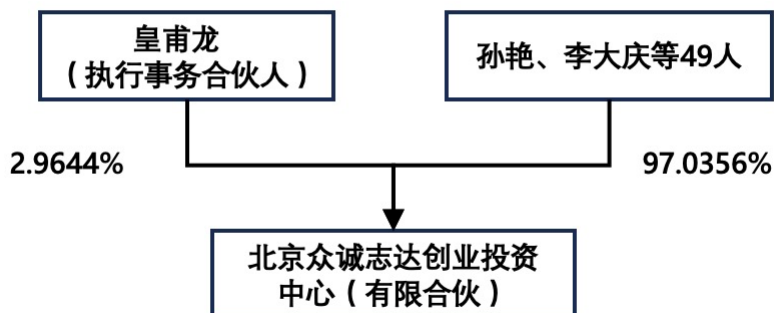 皇甫龙
（执行事务合伙人）
孙艳、李大庆等49人
2.9644%
97.0356%
北京众诚志达创业投资
中心（有限合伙）